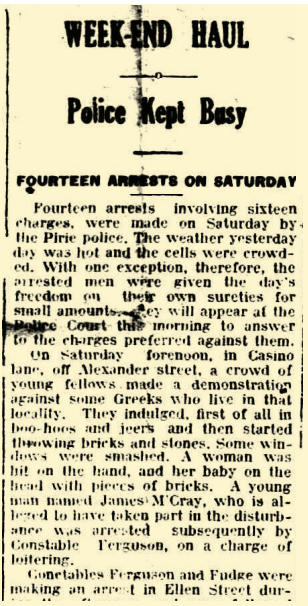 WEEK-END HAUL
Police Kept Busy
FOURTEEN ARRESTS ON SATURDAY
Fourteen arrests involving sixteen
charges, were made on Saturday by
the Pirie police. The weather yesterday
day was hot and the cells were crowd-
ed. With one exception, therefore, the
arrested men were given the day's
freedom on their own sureties for
small amounts. They will appear at the
Police Court this morning to answer
to the charges preferred against them.
On Saturday forenoon, in Casino
lane, off Alexander street, a crowd of
young fellows made a demonstration
against some Greeks who live in that
locality. They indulged, first of all in
boo-hoos and jeers and then started
throwing bricks and stones. Some win-
dows were smashed. A woman was
hit on the hand, and her baby on the
head with pieces of bricks. A young
man named James M'Cray, who is al-
leged to have taken part in the disturb-
ance was arrested subsequently by
Constable Ferguson, on a charge of
loitering.
Constables Ferguson and Fudge were
making an arrest in Ellen Street dur-